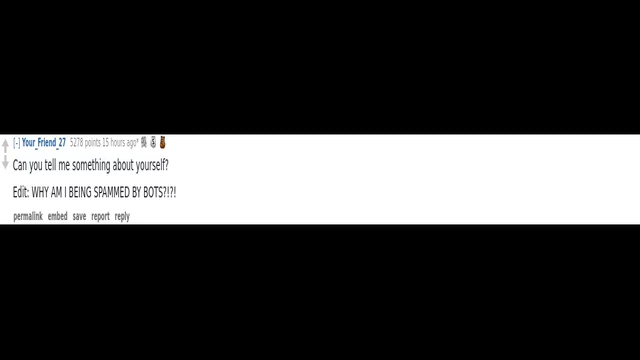 [-] Your_Friend_27 5278 points 15 hours ago*
Can you tell me something about yourself?
Edit: WHY AM I BEING SPAMMED BY BOTS?!?!
permalink embed save report reply